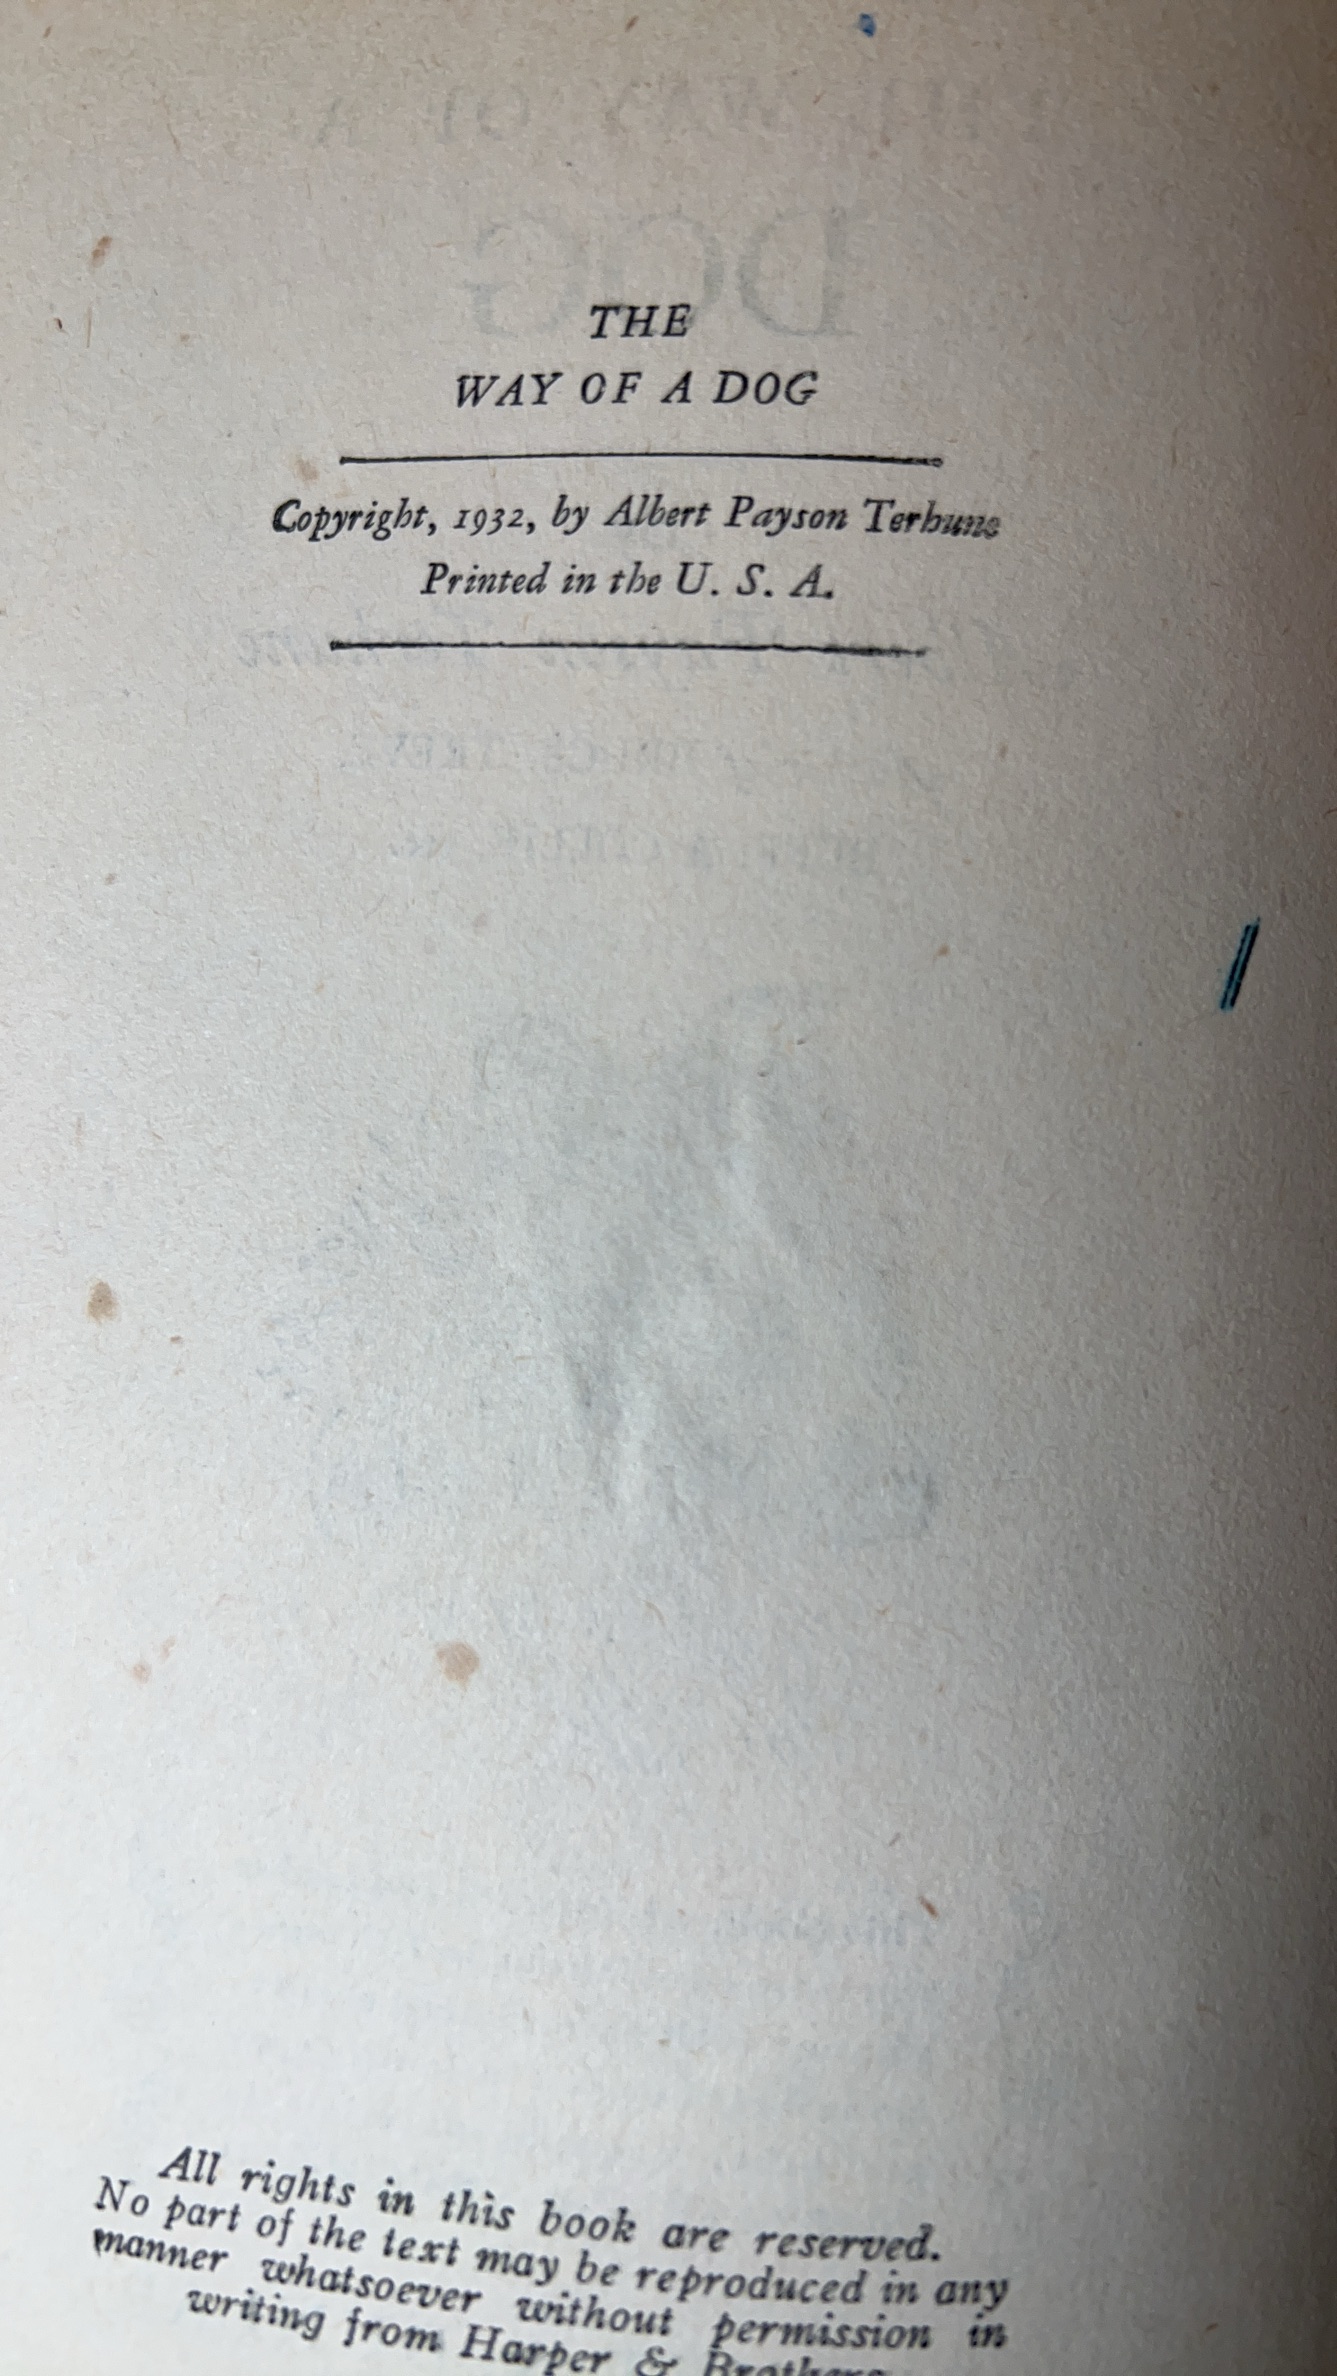 THE
WAY OF A DOG
Copyright, 1932, by Albert Payson Terhune
Printed in the U. S. A.
All rights in this book are reserved.
No part of the text may be reproduced in any
manner whatsoever without permission in
writing from Harper & Brothers